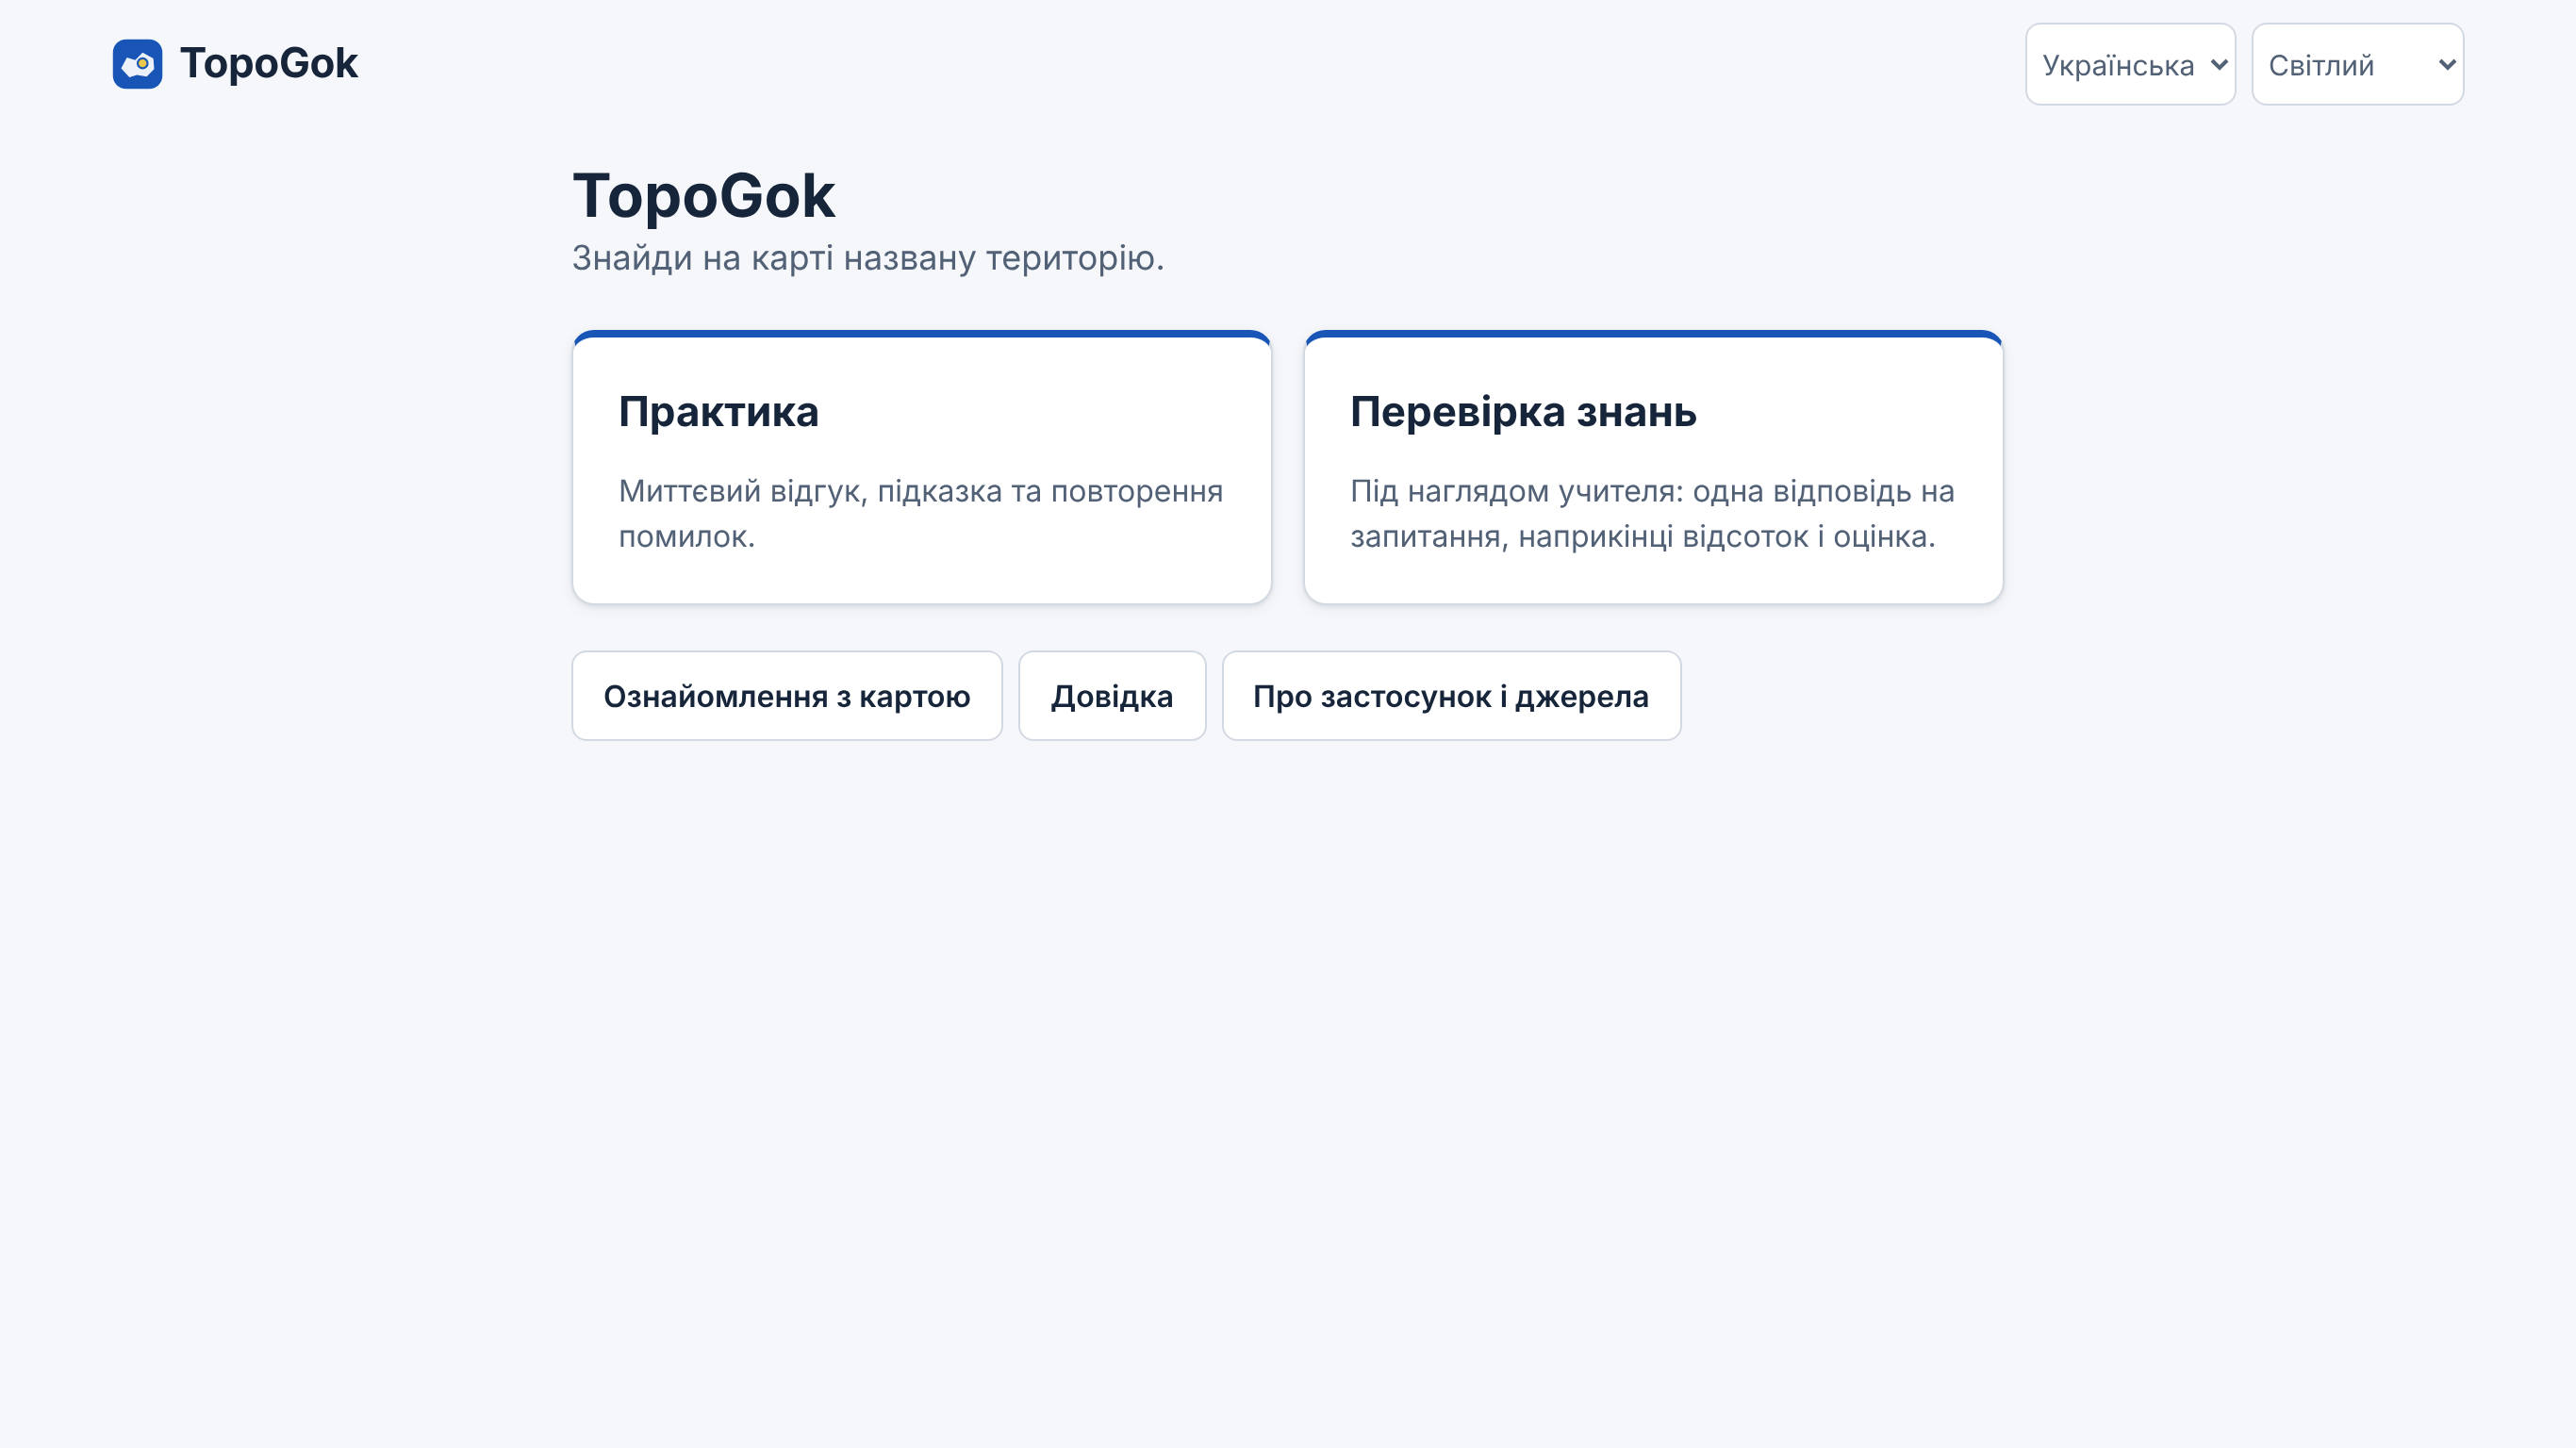 TopoGok
Українська
Світлий
TopoGok
Знайди на карті названу територію.
Практика
Миттєвий відгук, підказка та повторення
помилок.
Перевірка знань
Під наглядом учителя: одна відповідь на
запитання, наприкінці відсоток і оцінка.
Ознайомлення з картою
Довідка
Про застосунок і джерела